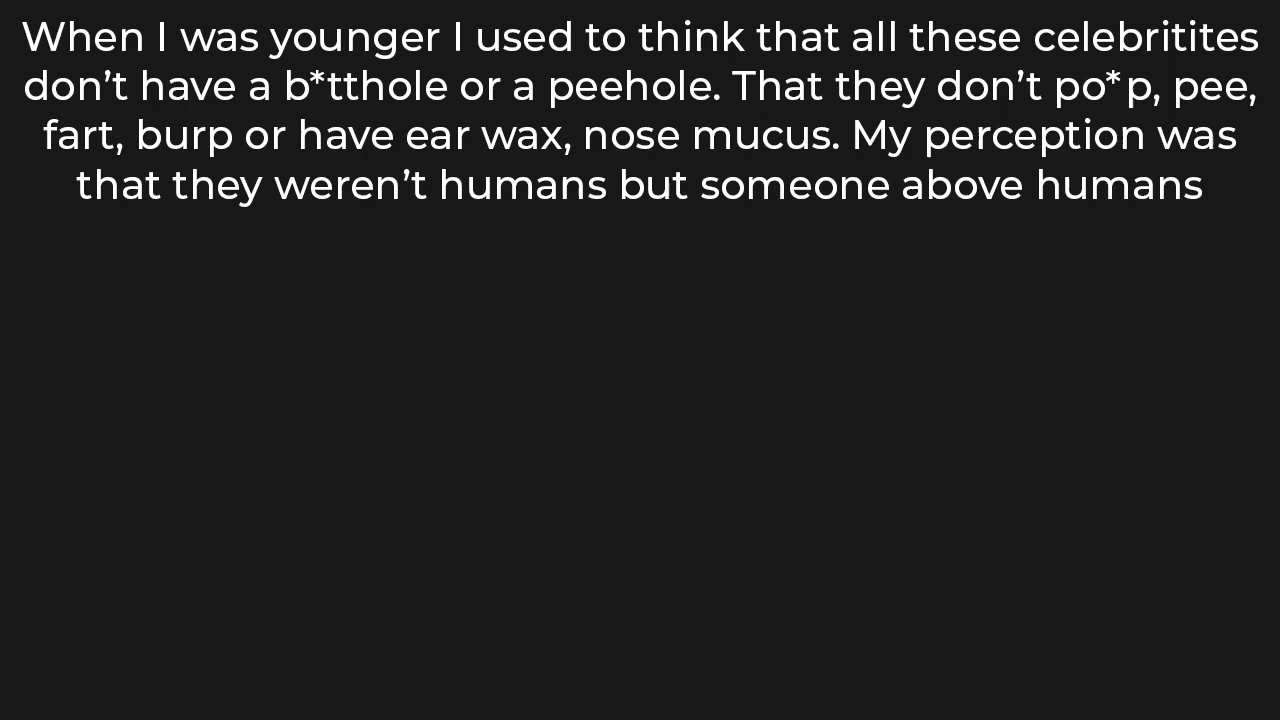 When I was younger I used to think that all these celebritites
don’t have a b*tthole or a peehole. That they don’t po*p, pee,
fart, burp or have ear wax, nose mucus. My perception was
that they weren’t humans but someone above humans